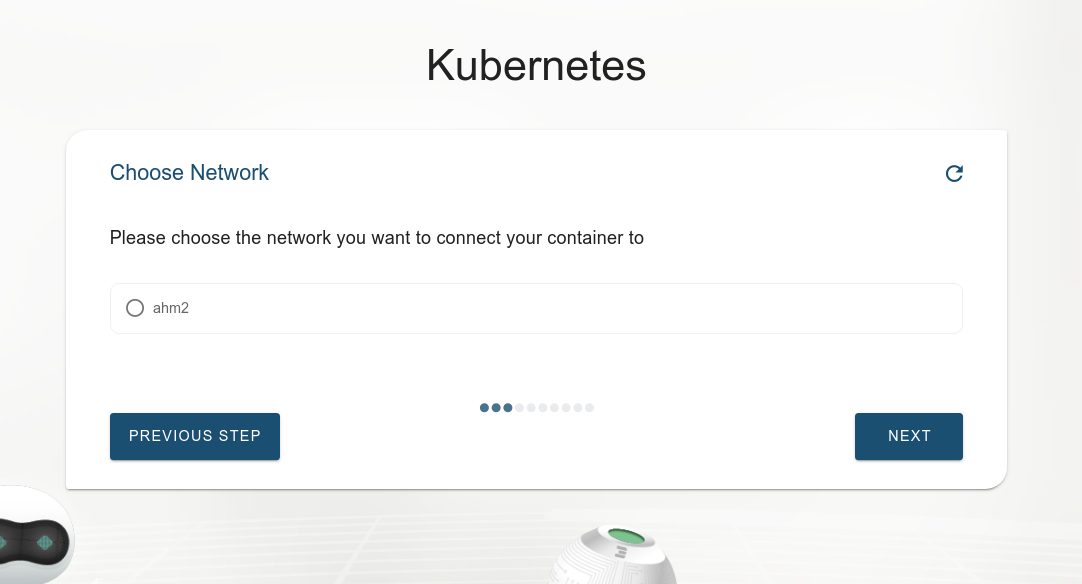 Kubernetes
Choose Network
Please choose the network you want to connect your container to
ahm2
PREVIOUS STEP
NEXT